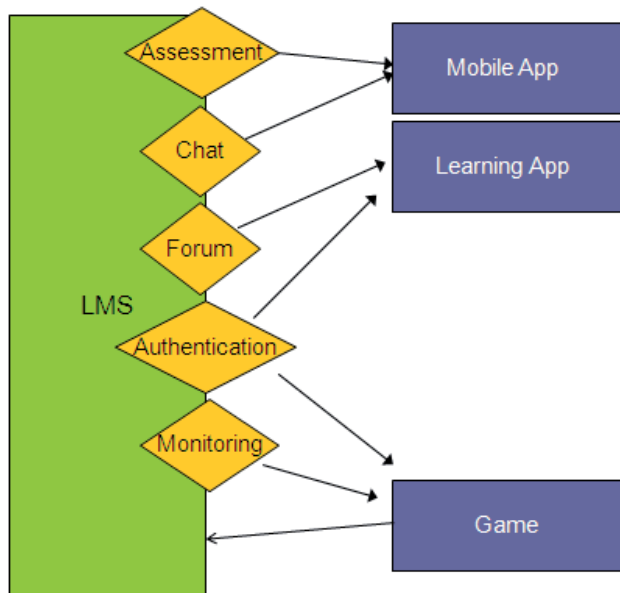 Assessment
Mobile App
Chat
Learning App
Forum
LMS
Authentication
Monitoring
Game